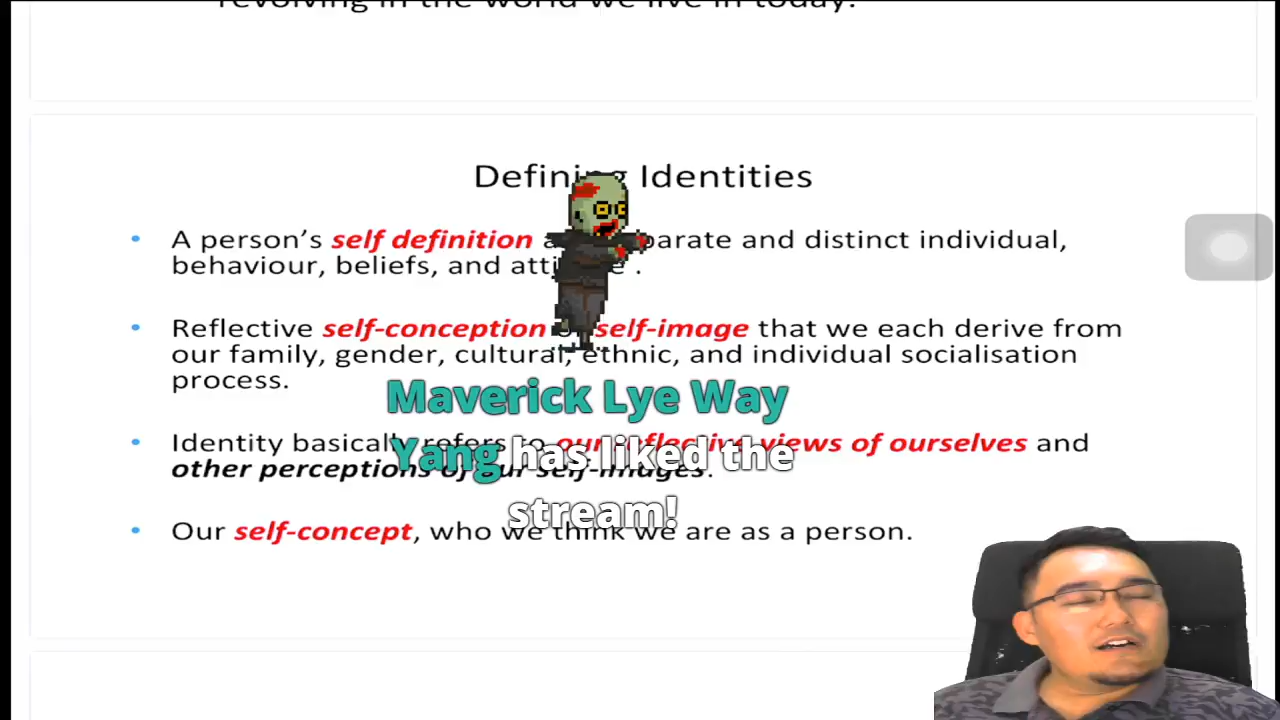 revolving in the world we live in today?
Defining Identities
• A person's self definition a parate and distinct individual,
behaviour, beliefs, and atti e .
• Reflective self-conception or self-image that we each derive from
our family, gender, cultural, ethnic, and individual socialisation
process.
Maverick Lye Way
• Identity basically refers to our reflective views of ourselves and
Yang has liked the
other perceptions of our self-images.
stream!
• Our self-concept, who we think we are as a person.